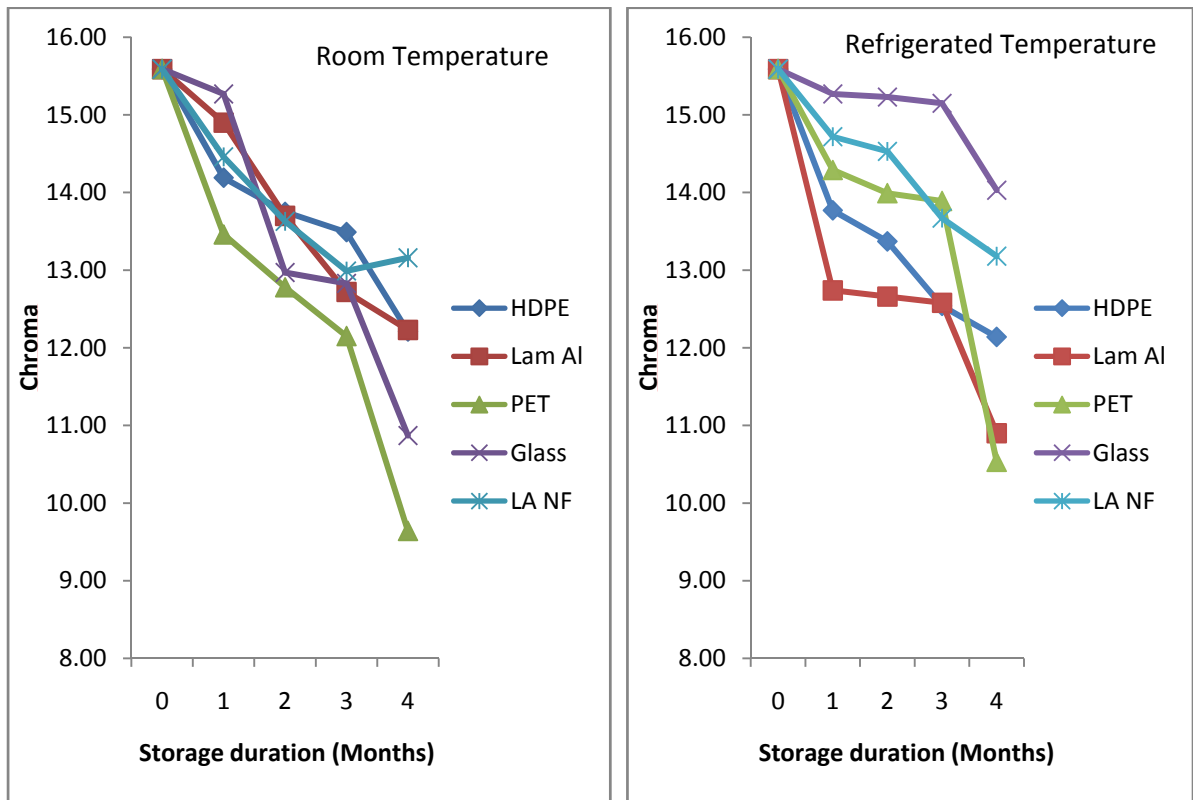 Room Temperature
16.00
15.00
14.00
13.00
12.00
11.00
10.00
9.00
8.00
Chroma
0 1 2 3 4
Storage duration (Months)
HDPE
Lam Al
PET
Glass
LA NF
Refrigerated Temperature
16.00
15.00
14.00
13.00
12.00
11.00
10.00
9.00
8.00
Chroma
0 1 2 3 4
Storage duration (Months)
HDPE
Lam Al
PET
Glass
LA NF